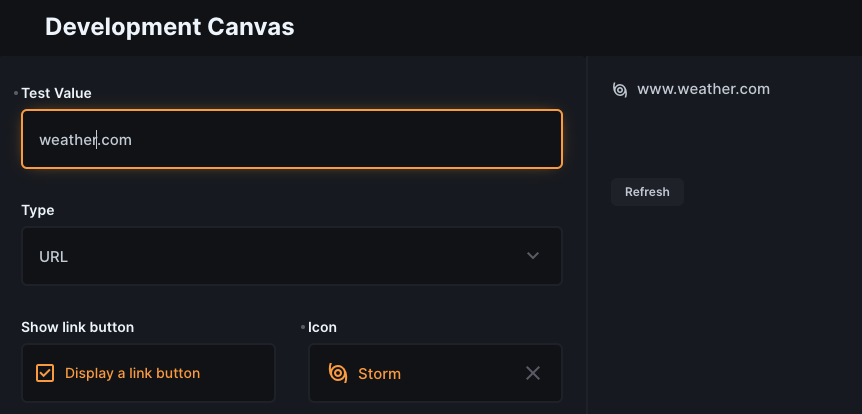 Development Canvas
Test Value
weather.com
Type
URL
Show link button
Display a link button
Icon
Storm
www.weather.com
Refresh